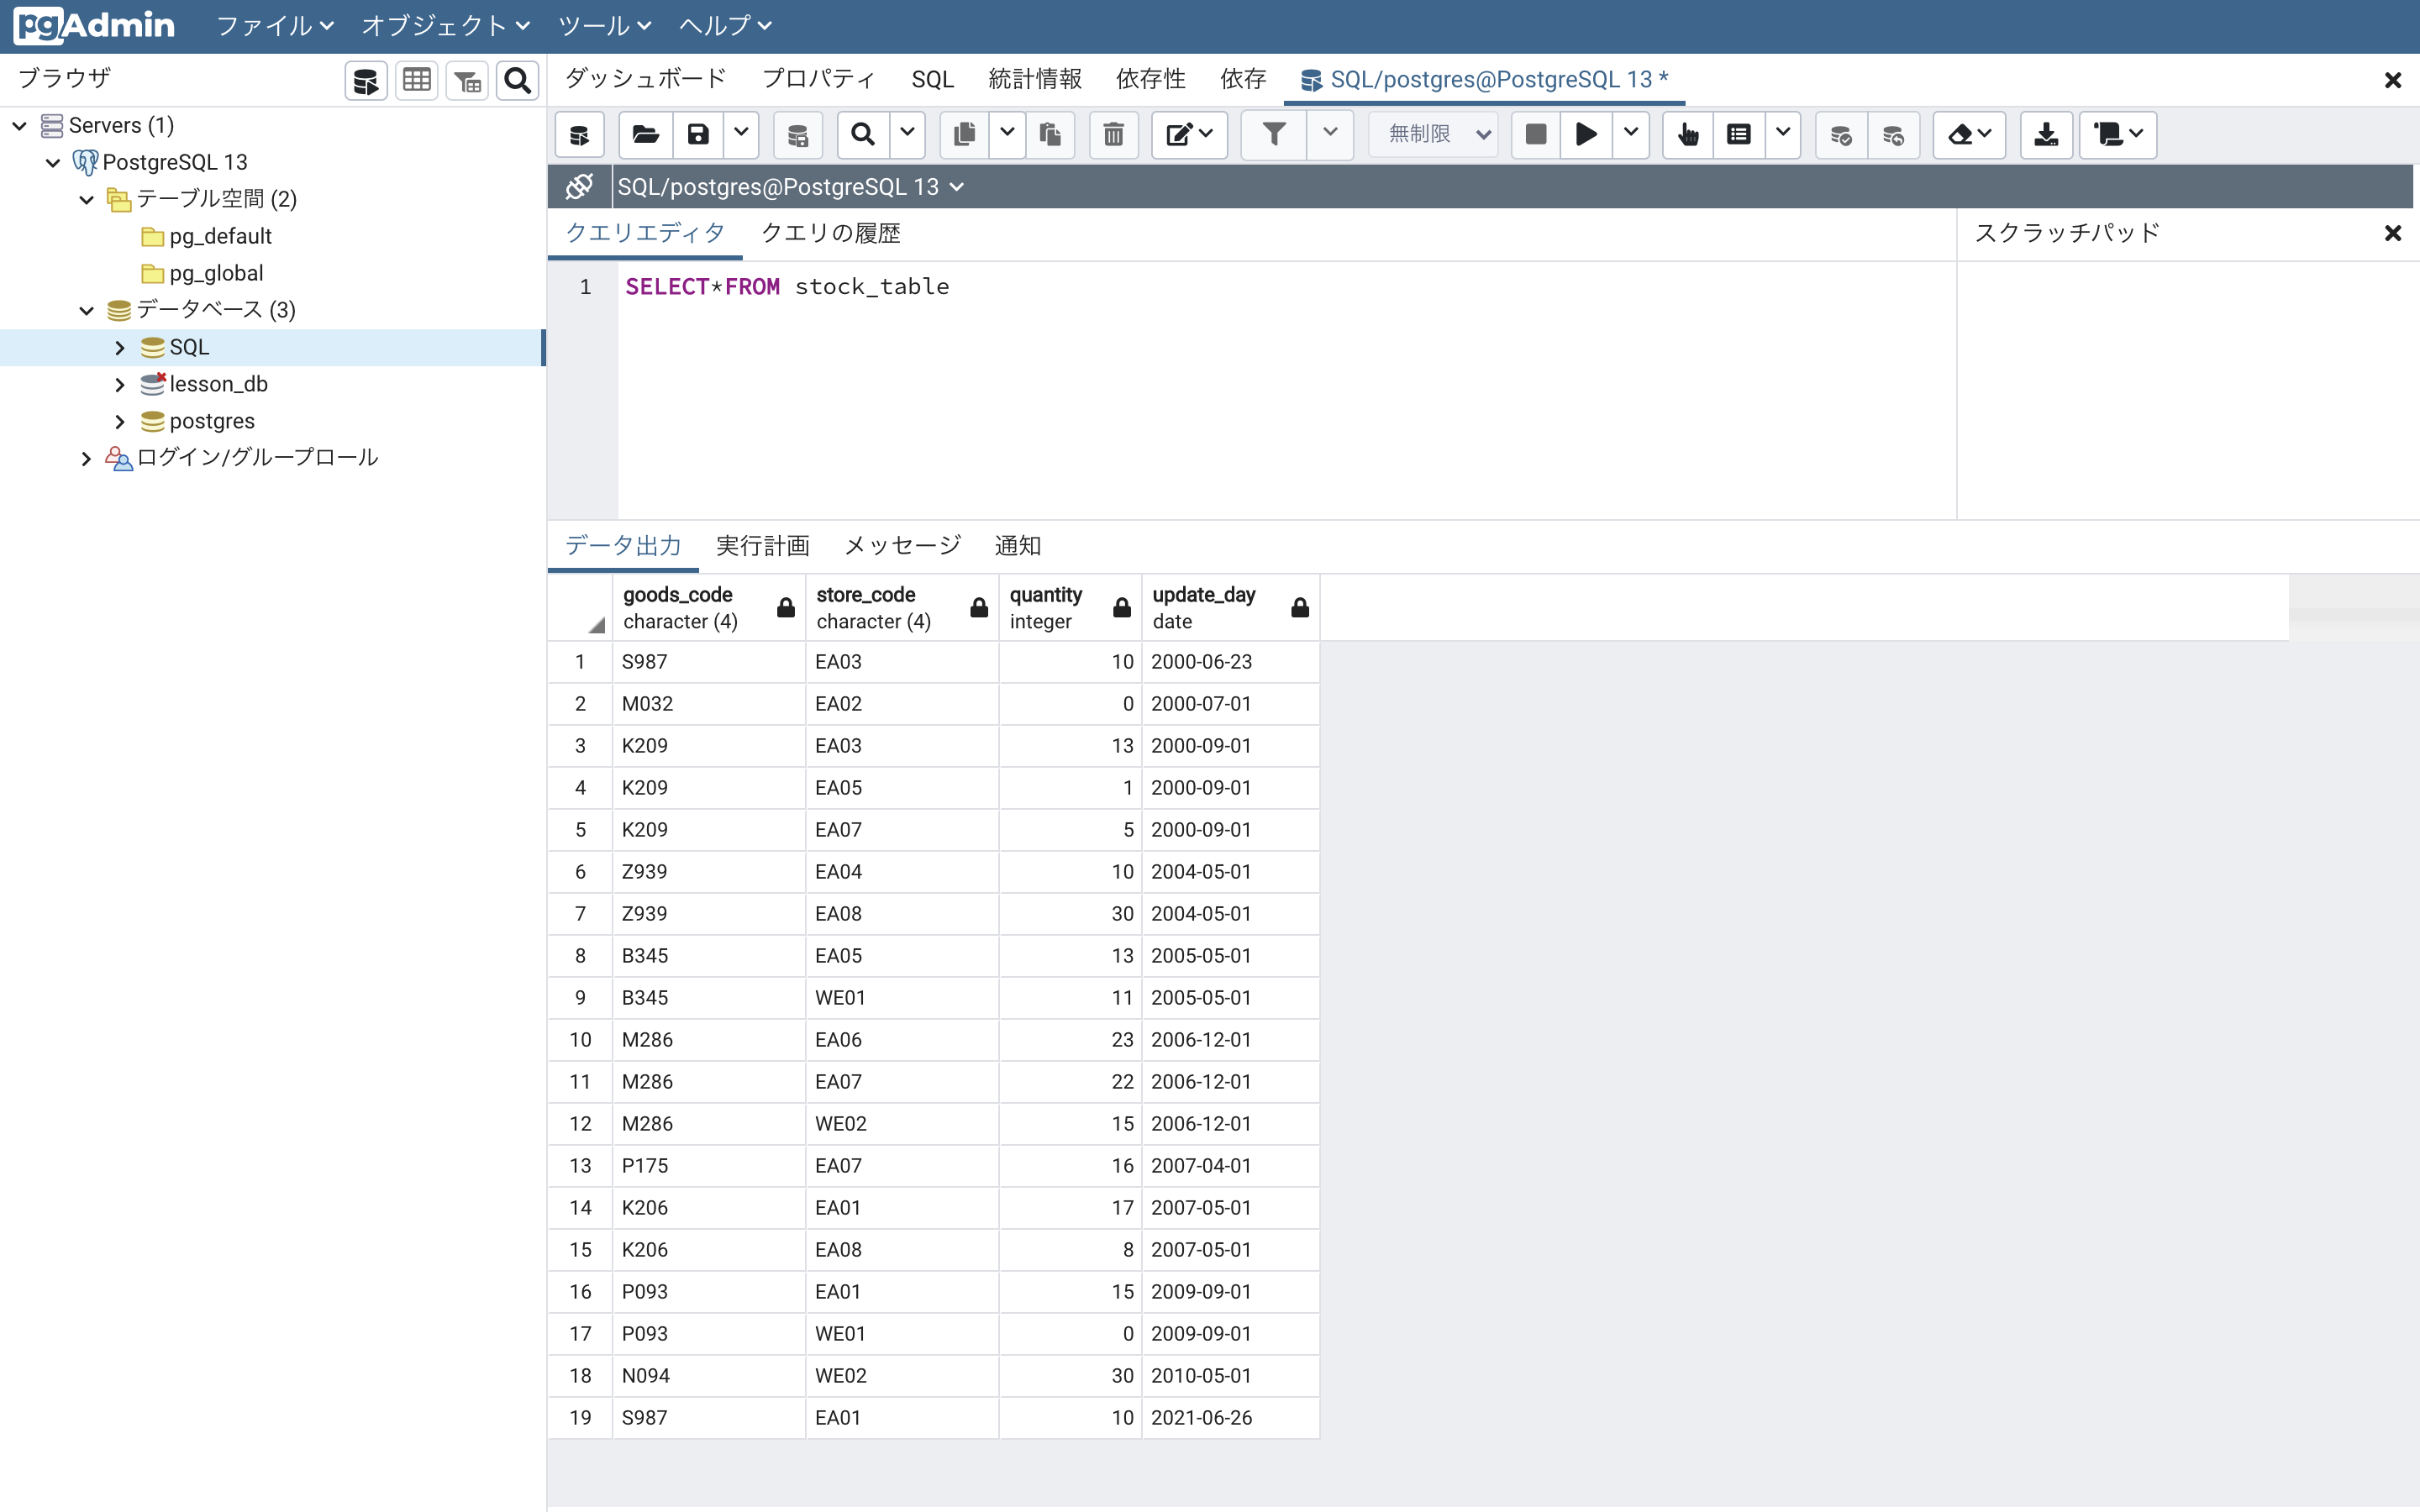 pgAdmin ファイル オブジェクト ツール ヘルプ
ブラウザ
ダッシュボード プロパティ SQL 統計情報 依存性 依存 SQL/postgres@PostgreSQL 13 *
Servers (1)
PostgreSQL 13
テーブル空間 (2)
pg_default
pg_global
データベース (3)
SQL
lesson_db
postgres
ログイン/グループロール
無制限
SQL/postgres@PostgreSQL 13
クエリエディタ クエリの履歴 スクラッチパッド
1 SELECT*FROM stock_table
データ出力 実行計画 メッセージ 通知
goods_code store_code quantity update_day
character (4) character (4) integer date
1 S987 EA03 10 2000-06-23
2 M032 EA02 0 2000-07-01
3 K209 EA03 13 2000-09-01
4 K209 EA05 1 2000-09-01
5 K209 EA07 5 2000-09-01
6 Z939 EA04 10 2004-05-01
7 Z939 EA08 30 2004-05-01
8 B345 EA05 13 2005-05-01
9 B345 WE01 11 2005-05-01
10 M286 EA06 23 2006-12-01
11 M286 EA07 22 2006-12-01
12 M286 WE02 15 2006-12-01
13 P175 EA07 16 2007-04-01
14 K206 EA01 17 2007-05-01
15 K206 EA08 8 2007-05-01
16 P093 EA01 15 2009-09-01
17 P093 WE01 0 2009-09-01
18 N094 WE02 30 2010-05-01
19 S987 EA01 10 2021-06-26